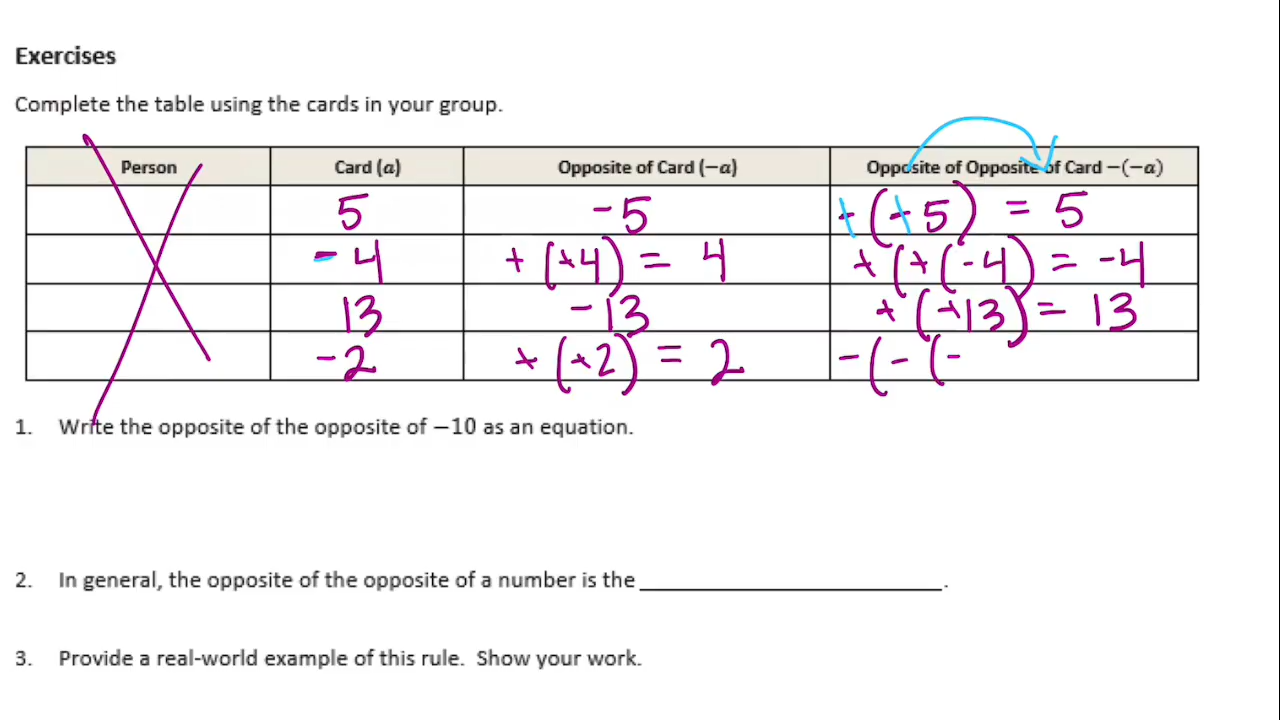 Exercises
Complete the table using the cards in your group.
Person Card (a) Opposite of Card (−a) Opposite of Opposite of Card −(−a)
5 -5 +(+5) = 5
-4 +(+4) = 4 +(+(-4) = -4
13 -13 +(+13) = 13
-2 +(+2) = 2 -(-(-
1. Write the opposite of the opposite of −10 as an equation.
2. In general, the opposite of the opposite of a number is the ____________________.
3. Provide a real-world example of this rule. Show your work.